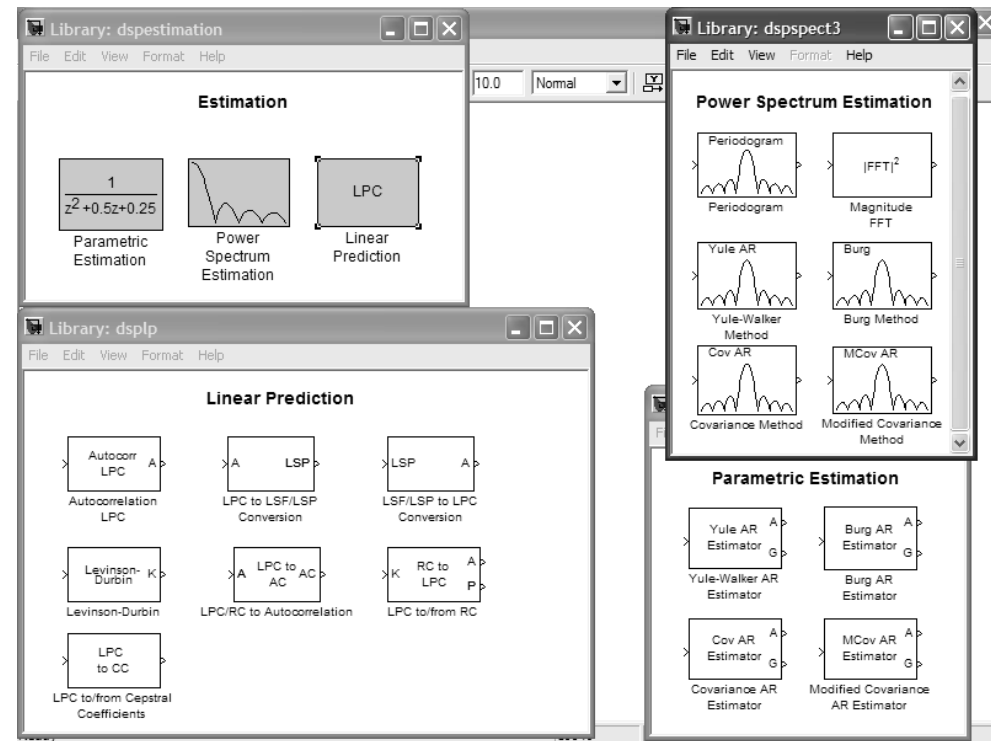 Library: dspestimation
File Edit View Format Help
Estimation
1
z2+0.5z+0.25
Parametric
Estimation
Power
Spectrum
Estimation
LPC
Linear
Prediction
10.0
Normal
Library: dspspect3
File Edit View Format Help
Power Spectrum Estimation
Periodogram
Periodogram
|FFT|2
Magnitude
FFT
Yule AR
Yule-Walker
Method
Burg
Burg Method
Cov AR
Covariance Method
MCov AR
Modified Covariance
Method
Library: dsplp
File Edit View Format Help
Linear Prediction
Autocorr
LPC
A
Autocorrelation
LPC
A LSP
LPC to LSF/LSP
Conversion
LSP A
LSF/LSP to LPC
Conversion
Levinson-
Durbin
K
Levinson-Durbin
A
LPC to
AC
AC
LPC/RC to Autocorrelation
K
RC to
LPC
A
P
LPC to/from RC
LPC
to CC
LPC to/from Cepstral
Coefficients
Parametric Estimation
Yule AR
Estimator
A
G
Yule-Walker AR
Estimator
Burg AR
Estimator
A
G
Burg AR
Estimator
Cov AR
Estimator
A
G
Covariance AR
Estimator
MCov AR
Estimator
A
G
Modified Covariance
AR Estimator